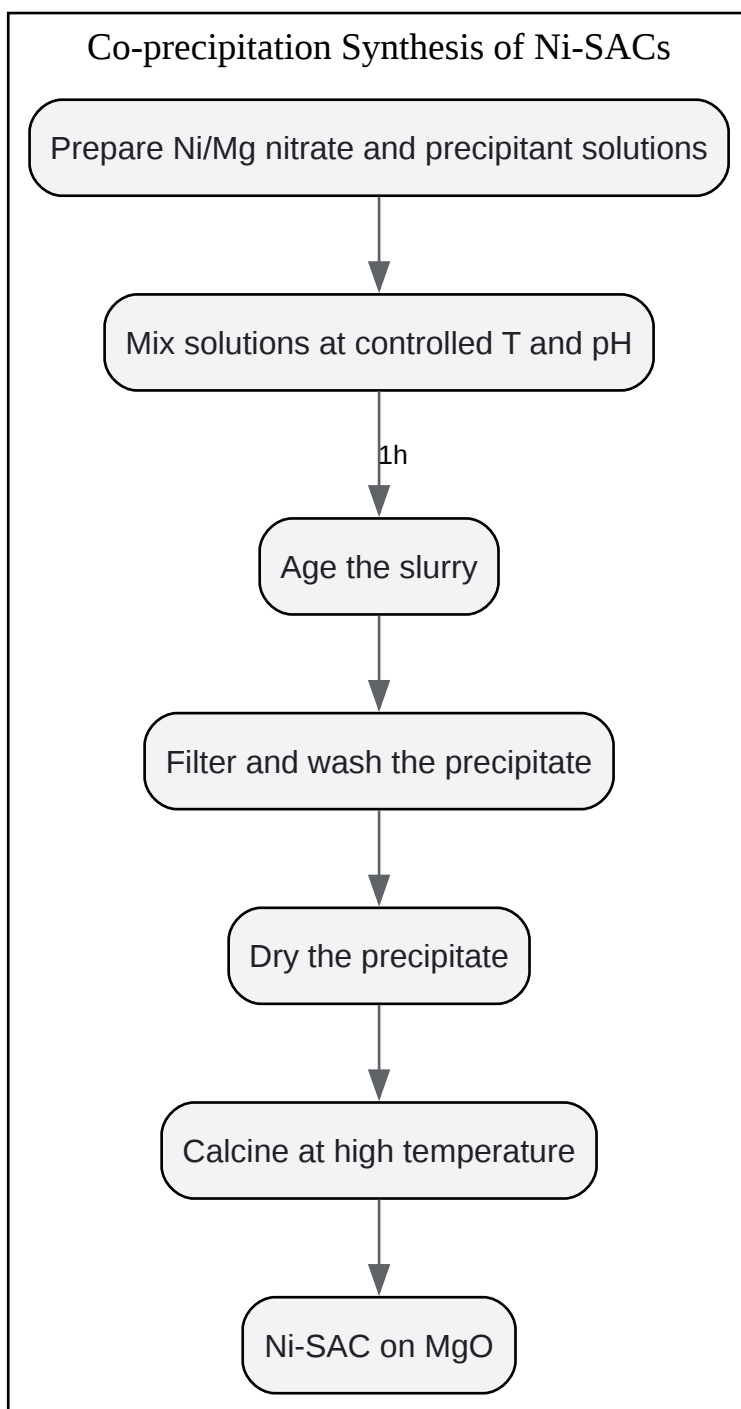 Co-precipitation Synthesis of Ni-SACs
Prepare Ni/Mg nitrate and precipitant solutions
Mix solutions at controlled T and pH
1h
Age the slurry
Filter and wash the precipitate
Dry the precipitate
Calcine at high temperature
Ni-SAC on MgO